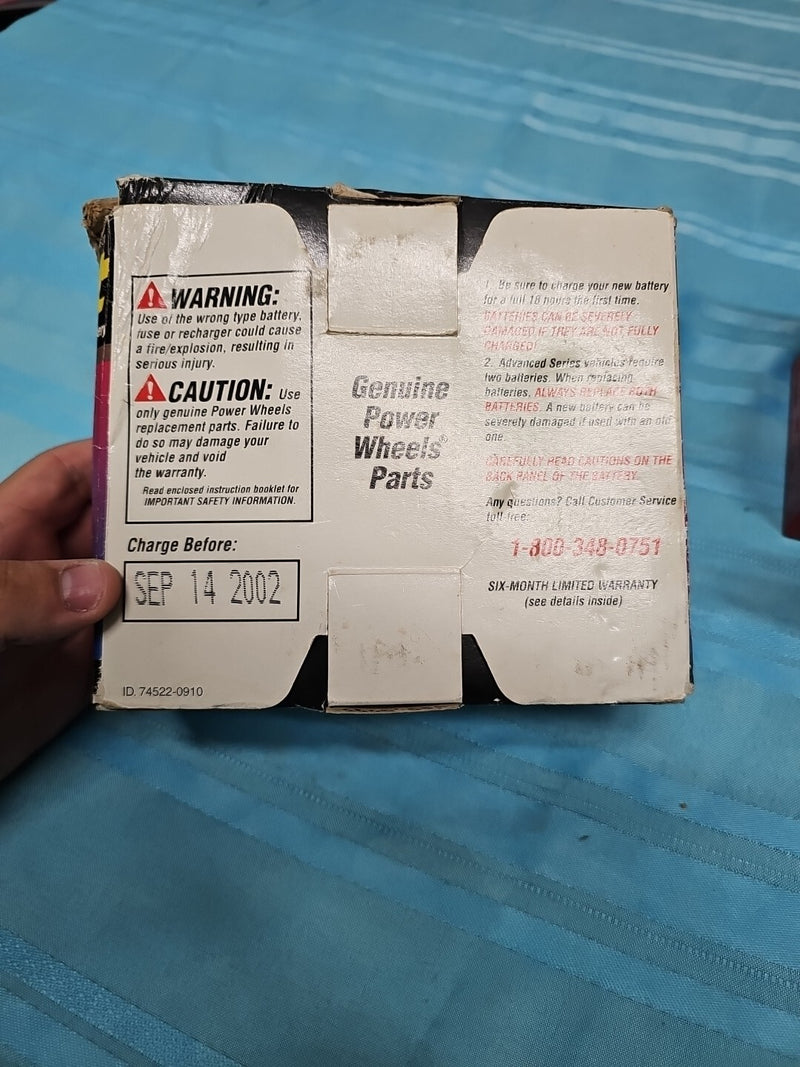 WARNING:
Use of the wrong type battery,
fuse or recharger could cause
a fire/explosion, resulting in
serious injury.
CAUTION: Use
only genuine Power Wheels
replacement parts. Failure to
do so may damage your
vehicle and void
the warranty.
Read enclosed instruction booklet for
IMPORTANT SAFETY INFORMATION.
Charge Before:
SEP 14 2002
ID. 74522-0910
Genuine
Power
Wheels®
Parts
1. Be sure to charge your new battery
for a full 18 hours the first time.
BATTERIES CAN BE SEVERELY
DAMAGED IF THEY ARE NOT FULLY
CHARGED!
2. Advanced Series vehicles require
two batteries. When replacing
batteries, ALWAYS REPLACE BOTH
BATTERIES. A new battery can be
severely damaged if used with an old
one.
CAREFULLY READ CAUTIONS ON THE
BACK PANEL OF THE BATTERY.
Any questions? Call Customer Service
toll-free:
1-800-348-0751
SIX-MONTH LIMITED WARRANTY
(see details inside)